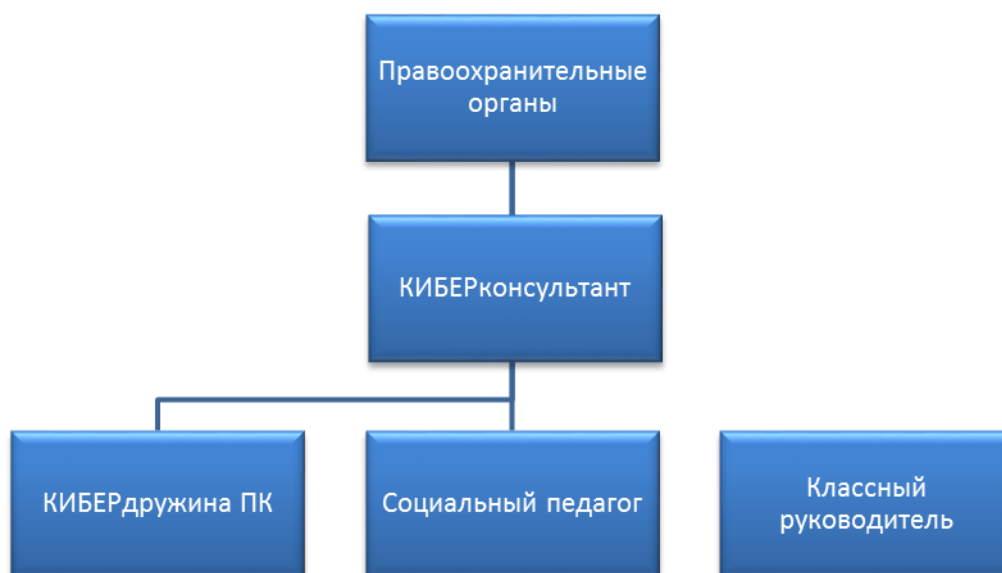 Правоохранительные
органы
КИБЕРконсультант
КИБЕРдружина ПК
Социальный педагог
Классный
руководитель